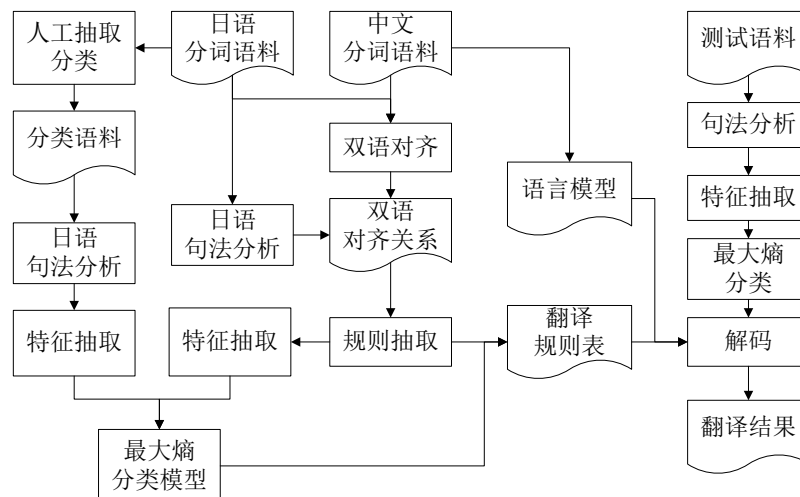 人工抽取
分类
日语
分词语料
中文
分词语料
测试语料
分类语料
双语对齐
句法分析
语言模型
特征抽取
日语
句法分析
日语
句法分析
双语
对齐关系
最大熵
分类
特征抽取
特征抽取
规则抽取
翻译
规则表
解码
最大熵
分类模型
翻译结果